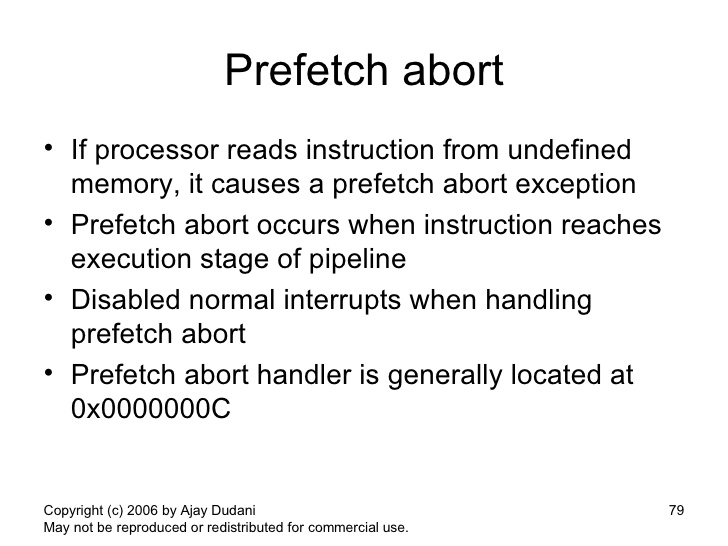 Prefetch abort
• If processor reads instruction from undefined
memory, it causes a prefetch abort exception
• Prefetch abort occurs when instruction reaches
execution stage of pipeline
• Disabled normal interrupts when handling
prefetch abort
• Prefetch abort handler is generally located at
0x0000000C
Copyright (c) 2006 by Ajay Dudani
May not be reproduced or redistributed for commercial use.
79